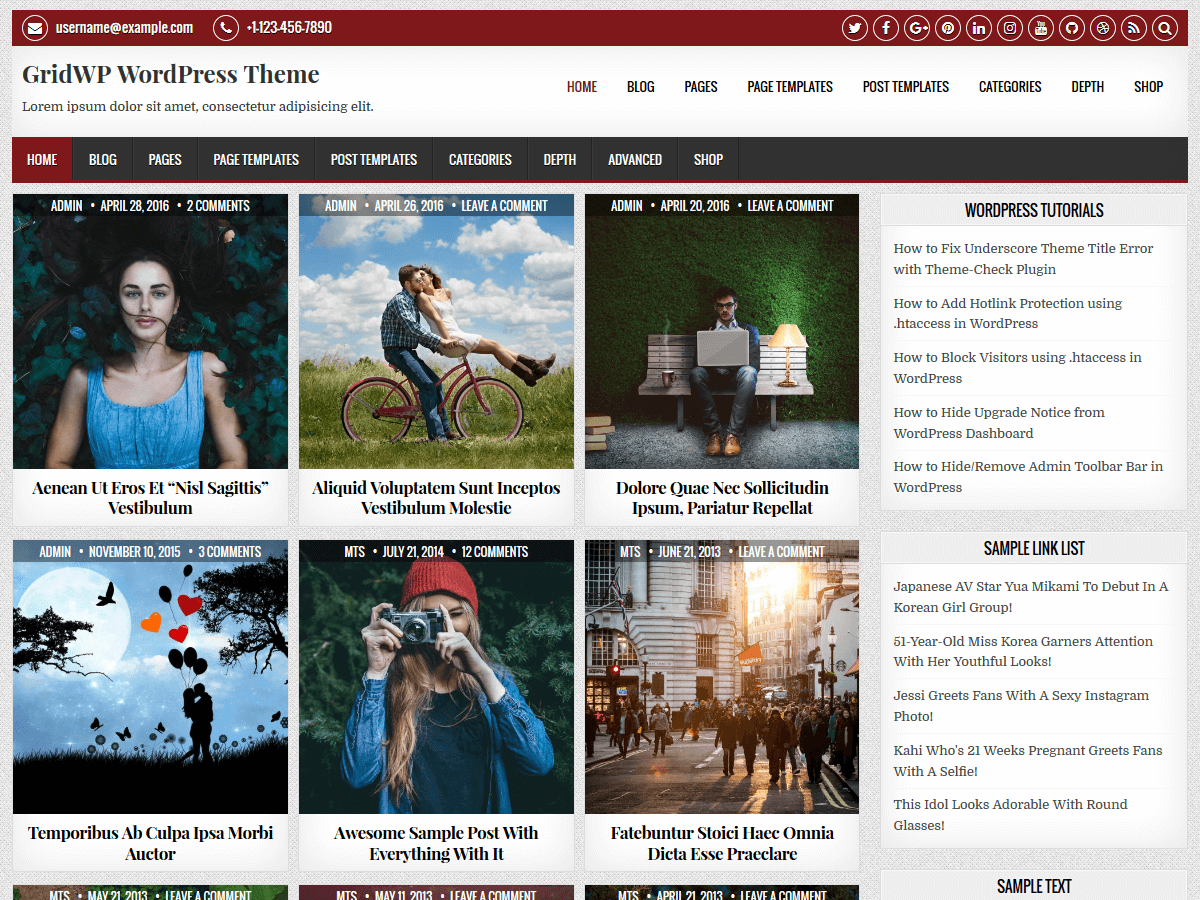 username@example.com +1-123-456-7890
GridWP WordPress Theme
Lorem ipsum dolor sit amet, consectetur adipisicing elit.
HOME BLOG PAGES PAGE TEMPLATES POST TEMPLATES CATEGORIES DEPTH SHOP
HOME BLOG PAGES PAGE TEMPLATES POST TEMPLATES CATEGORIES DEPTH ADVANCED SHOP
ADMIN • APRIL 28, 2016 • 2 COMMENTS
Aenean Ut Eros Et “Nisl Sagittis”
Vestibulum
ADMIN • APRIL 26, 2016 • LEAVE A COMMENT
Aliquid Voluptatem Sunt Inceptos
Vestibulum Molestie
ADMIN • APRIL 20, 2016 • LEAVE A COMMENT
Dolore Quae Nec Sollicitudin
Ipsum, Pariatur Repellat
ADMIN • NOVEMBER 10, 2015 • 3 COMMENTS
Temporibus Ab Culpa Ipsa Morbi
Auctor
MTS • JULY 21, 2014 • 12 COMMENTS
Awesome Sample Post With
Everything With It
MTS • JUNE 21, 2013 • LEAVE A COMMENT
Fatebuntur Stoici Haec Omnia
Dicta Esse Praeclare
MTS • MAY 21, 2013 • LEAVE A COMMENT
MTS • MAY 11, 2013 • LEAVE A COMMENT
MTS • APRIL 21, 2013 • LEAVE A COMMENT
WORDPRESS TUTORIALS
How to Fix Underscore Theme Title Error
with Theme-Check Plugin
How to Add Hotlink Protection using
.htaccess in WordPress
How to Block Visitors using .htaccess in
WordPress
How to Hide Upgrade Notice from
WordPress Dashboard
How to Hide/Remove Admin Toolbar Bar in
WordPress
SAMPLE LINK LIST
Japanese AV Star Yua Mikami To Debut In A
Korean Girl Group!
51-Year-Old Miss Korea Garners Attention
With Her Youthful Looks!
Jessi Greets Fans With A Sexy Instagram
Photo!
Kahi Who's 21 Weeks Pregnant Greets Fans
With A Selfie!
This Idol Looks Adorable With Round
Glasses!
SAMPLE TEXT